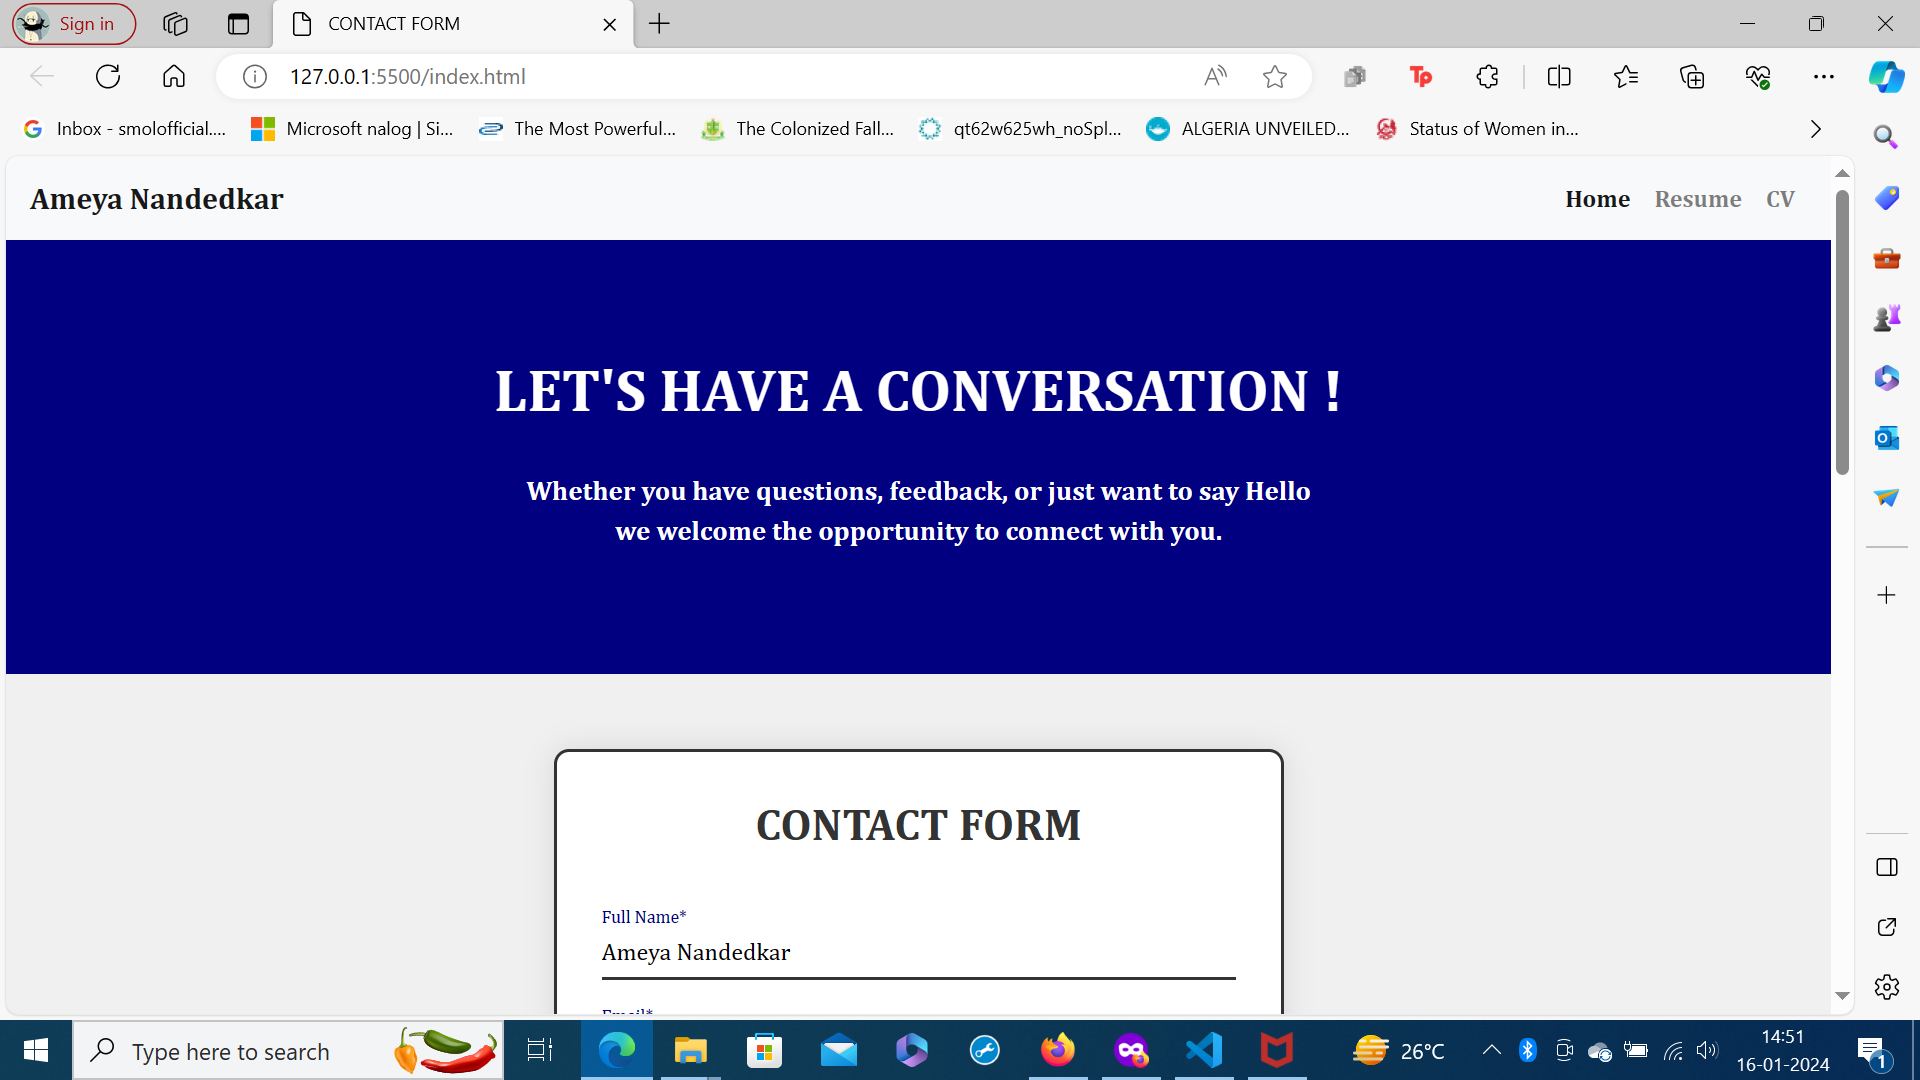 Sign in
CONTACT FORM
127.0.0.1:5500/index.html
Inbox - smolofficial....
Microsoft nalog | Si...
The Most Powerful...
The Colonized Fall...
qt62w625wh_noSpl...
ALGERIA UNVEILED...
Status of Women in...
Ameya Nandedkar
Home Resume CV
LET'S HAVE A CONVERSATION !
Whether you have questions, feedback, or just want to say Hello
we welcome the opportunity to connect with you.
CONTACT FORM
Full Name*
Ameya Nandedkar
Email*
Type here to search
26°C
14:51
16-01-2024
1